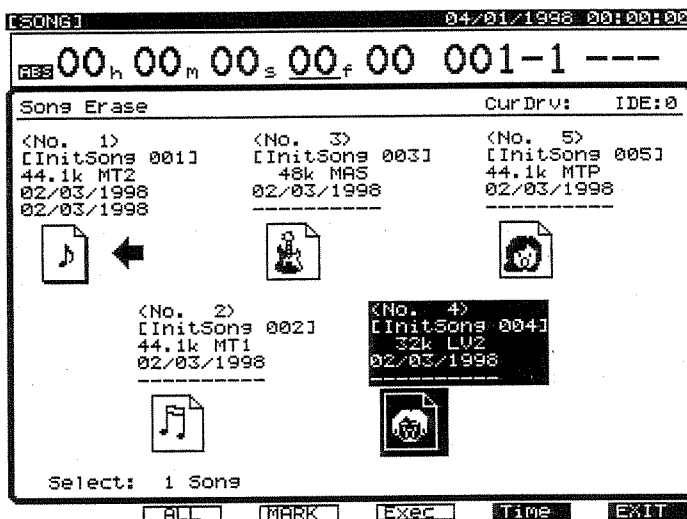 [SONG] 04/01/1998 00:00:00
ABS 00h 00m 00s 00f 00 001-1 ---
Song Erase CurDrv: IDE:0
<No. 1>
[InitSong 001]
44.1k MT2
02/03/1998
02/03/1998
<No. 3>
[InitSong 003]
48k MAS
02/03/1998
----------
<No. 5>
[InitSong 005]
44.1k MTP
02/03/1998
----------
<No. 2>
[InitSong 002]
44.1k MT1
02/03/1998
----------
<No. 4>
[InitSong 004]
32k LV2
02/03/1998
----------
Select: 1 Song
ALL MARK Exec Time EXIT